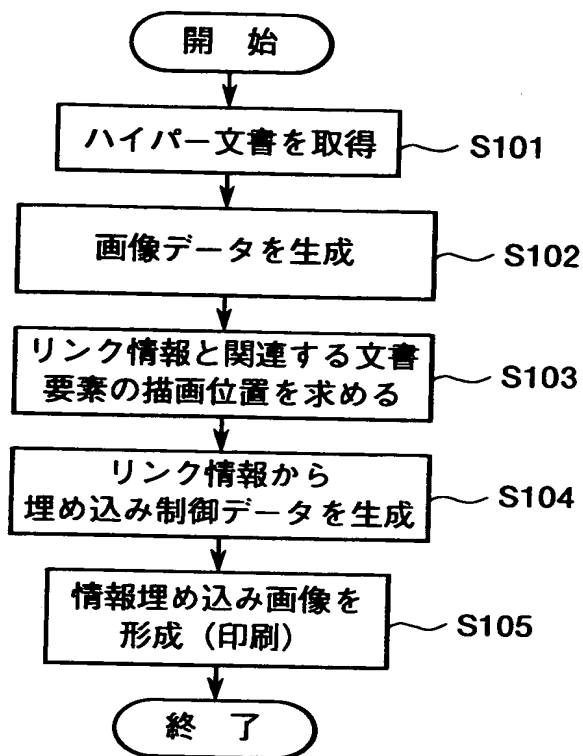 開 始
ハイパー文書を取得
S101
画像データを生成
S102
リンク情報と関連する文書
要素の描画位置を求める
S103
リンク情報から
埋め込み制御データを生成
S104
情報埋め込み画像を
形成（印刷）
S105
終 了